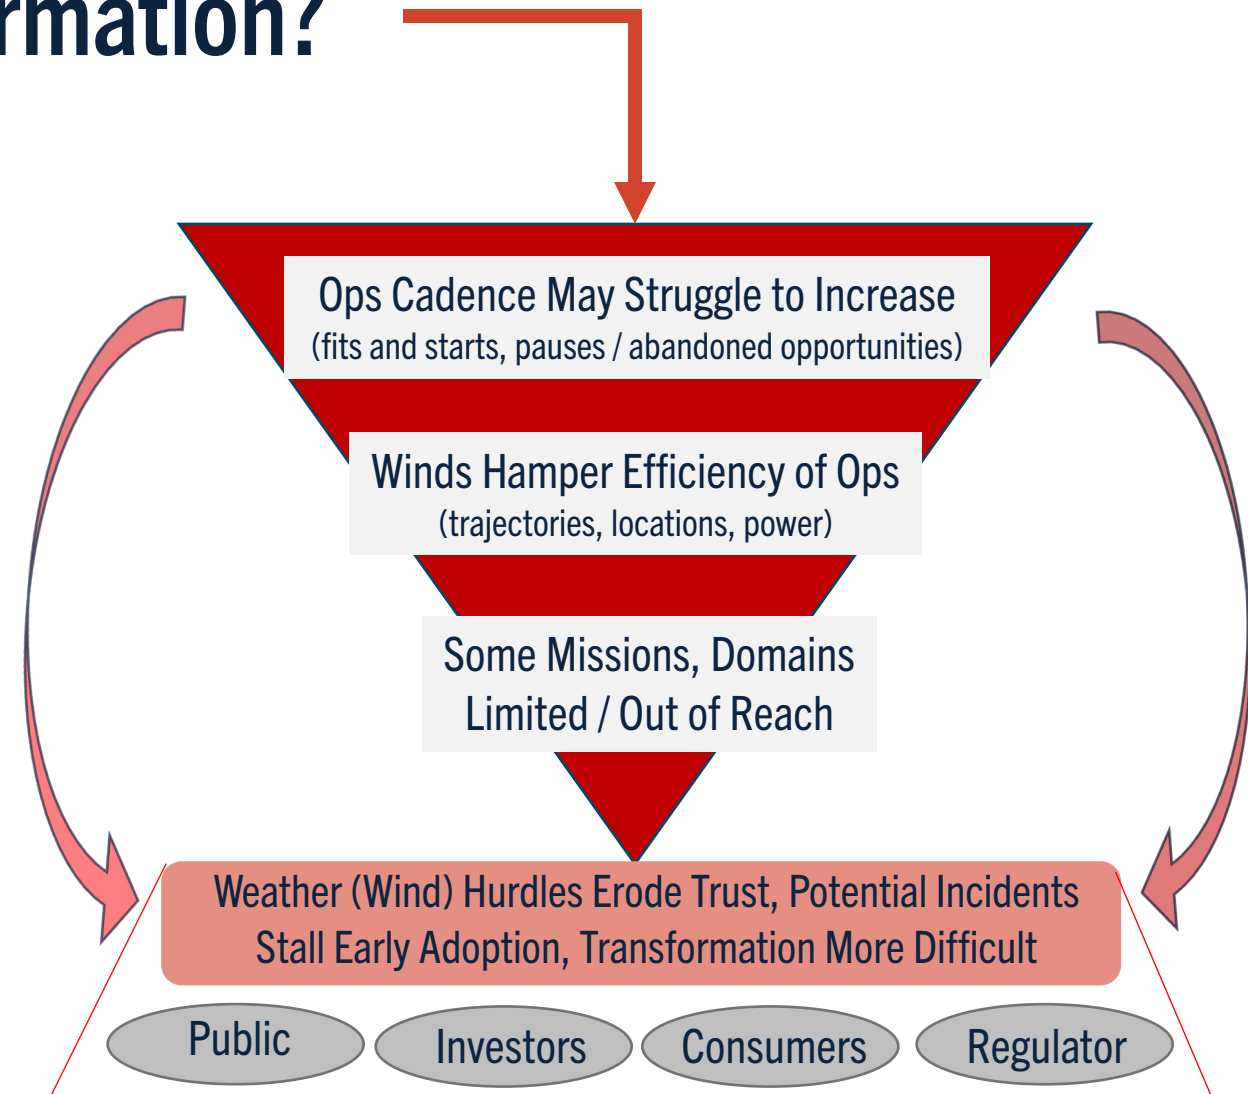 rmation?
Ops Cadence May Struggle to Increase
(fits and starts, pauses / abandoned opportunities)
Winds Hamper Efficiency of Ops
(trajectories, locations, power)
Some Missions, Domains
Limited / Out of Reach
Weather (Wind) Hurdles Erode Trust, Potential Incidents
Stall Early Adoption, Transformation More Difficult
Public
Investors
Consumers
Regulator